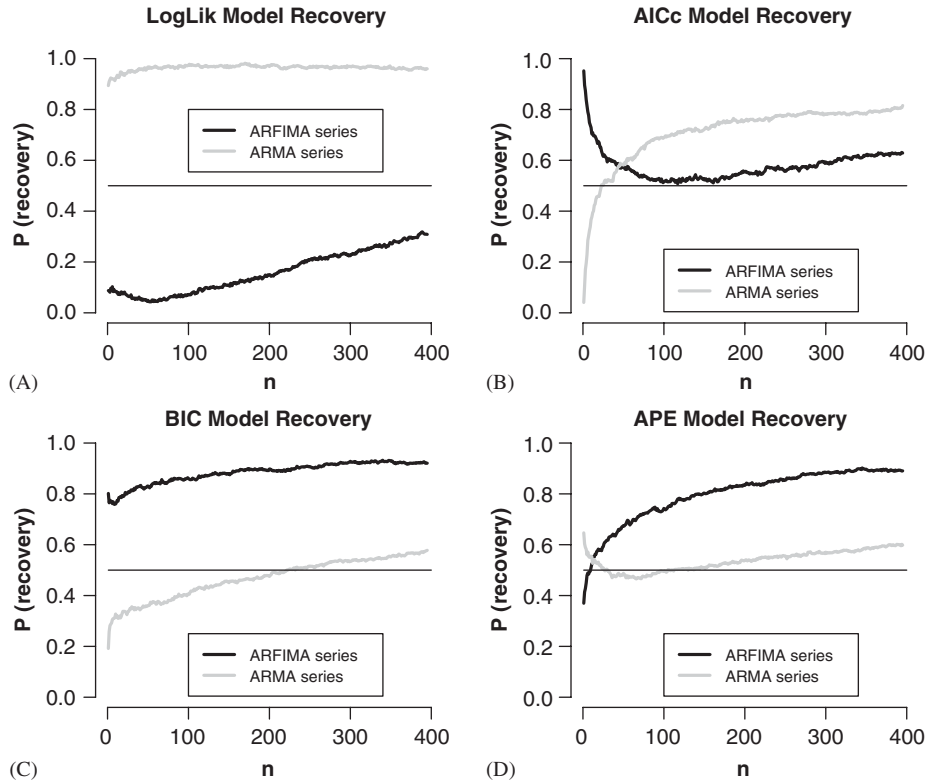 LogLik Model Recovery
P (recovery)
1.0
0.8
0.6
0.4
0.2
0.0
ARFIMA series
ARMA series
0 100 200 300 400
n
(A)
AICc Model Recovery
P (recovery)
1.0
0.8
0.6
0.4
0.2
0.0
ARFIMA series
ARMA series
0 100 200 300 400
n
(B)
BIC Model Recovery
P (recovery)
1.0
0.8
0.6
0.4
0.2
0.0
ARFIMA series
ARMA series
0 100 200 300 400
n
(C)
APE Model Recovery
P (recovery)
1.0
0.8
0.6
0.4
0.2
0.0
ARFIMA series
ARMA series
0 100 200 300 400
n
(D)